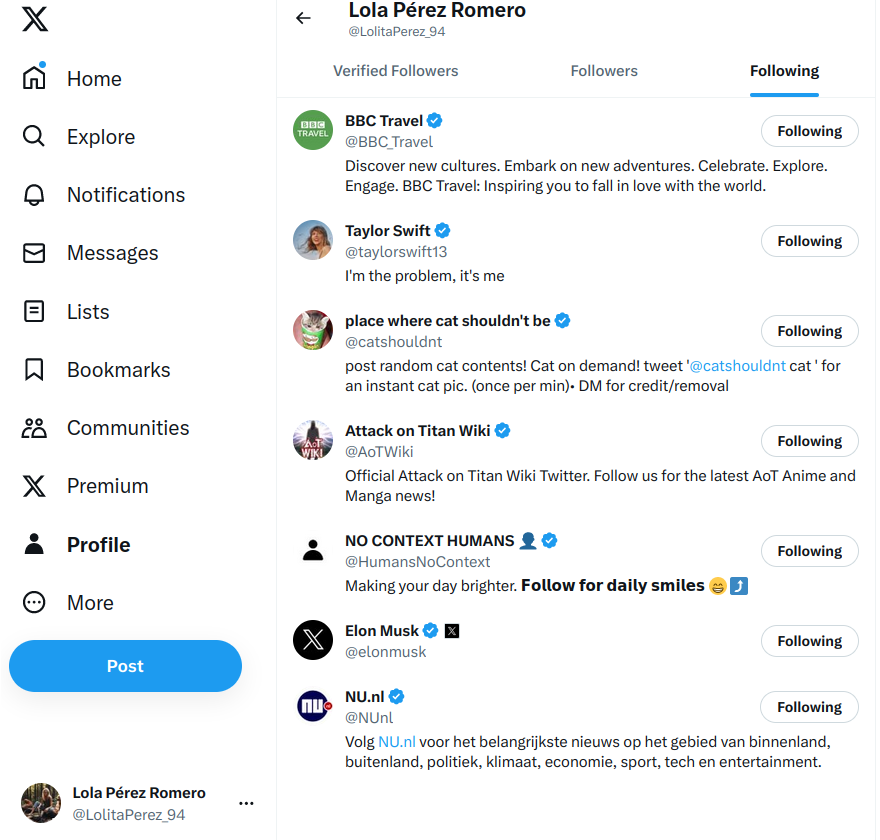 Home
Explore
Notifications
Messages
Lists
Bookmarks
Communities
Premium
Profile
More
Post
Lola Pérez Romero
@LolitaPerez_94
Lola Pérez Romero
@LolitaPerez_94
Verified Followers Followers Following
BBC TRAVEL
BBC Travel
@BBC_Travel
Following
Discover new cultures. Embark on new adventures. Celebrate. Explore.
Engage. BBC Travel: Inspiring you to fall in love with the world.
Taylor Swift
@taylorswift13
Following
I'm the problem, it's me
place where cat shouldn't be
@catshouldnt
Following
post random cat contents! Cat on demand! tweet '@catshouldnt cat ' for
an instant cat pic. (once per min)• DM for credit/removal
AoT WIKI
Attack on Titan Wiki
@AoTWiki
Following
Official Attack on Titan Wiki Twitter. Follow us for the latest AoT Anime and
Manga news!
NO CONTEXT HUMANS 👤
@HumansNoContext
Following
Making your day brighter. 𝗙𝗼𝗹𝗹𝗼𝘄 𝗳𝗼𝗿 𝗱𝗮𝗶𝗹𝘆 𝘀𝗺𝗶𝗹𝗲𝘀 😄⤴️
Elon Musk
@elonmusk
Following
NU
NU.nl
@NUnl
Following
Volg NU.nl voor het belangrijkste nieuws op het gebied van binnenland,
buitenland, politiek, klimaat, economie, sport, tech en entertainment.